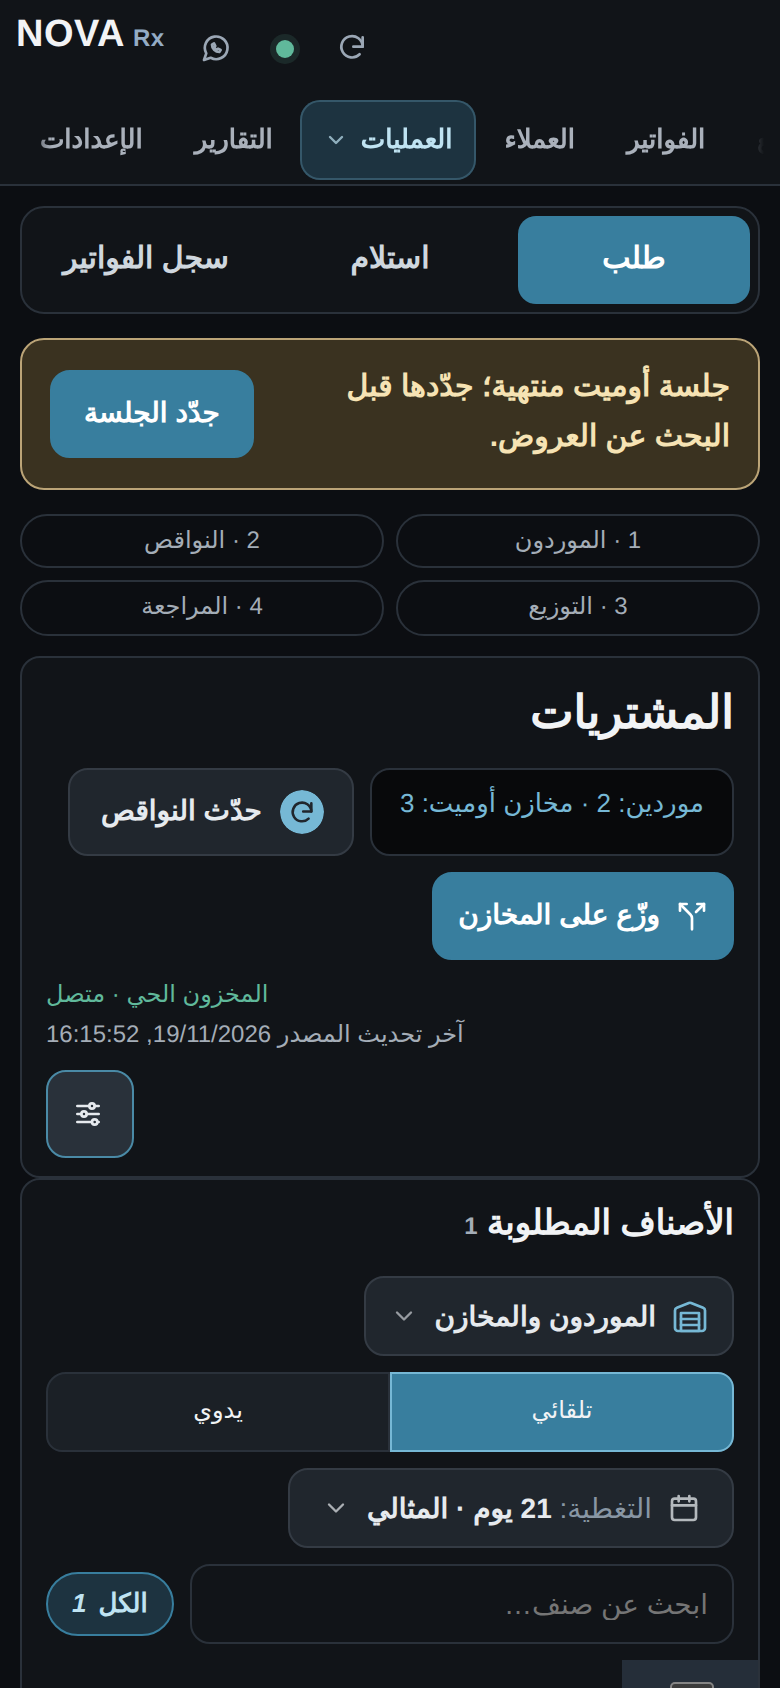 NOVA Rx
الفواتير
العملاء
العمليات
التقارير
الإعدادات
طلب
استلام
سجل الفواتير
جلسة أوميت منتهية؛ جدّدها قبل
البحث عن العروض.
جدّد الجلسة
1 · الموردون
2 · النواقص
3 · التوزيع
4 · المراجعة
المشتريات
موردين: 2 · مخازن أوميت: 3
حدّث النواقص
وزّع على المخازن
المخزون الحي · متصل
آخر تحديث المصدر 19/11/2026, 16:15:52
الأصناف المطلوبة 1
الموردون والمخازن
تلقائي
يدوي
التغطية: 21 يوم · المثالي
ابحث عن صنف...
الكل 1